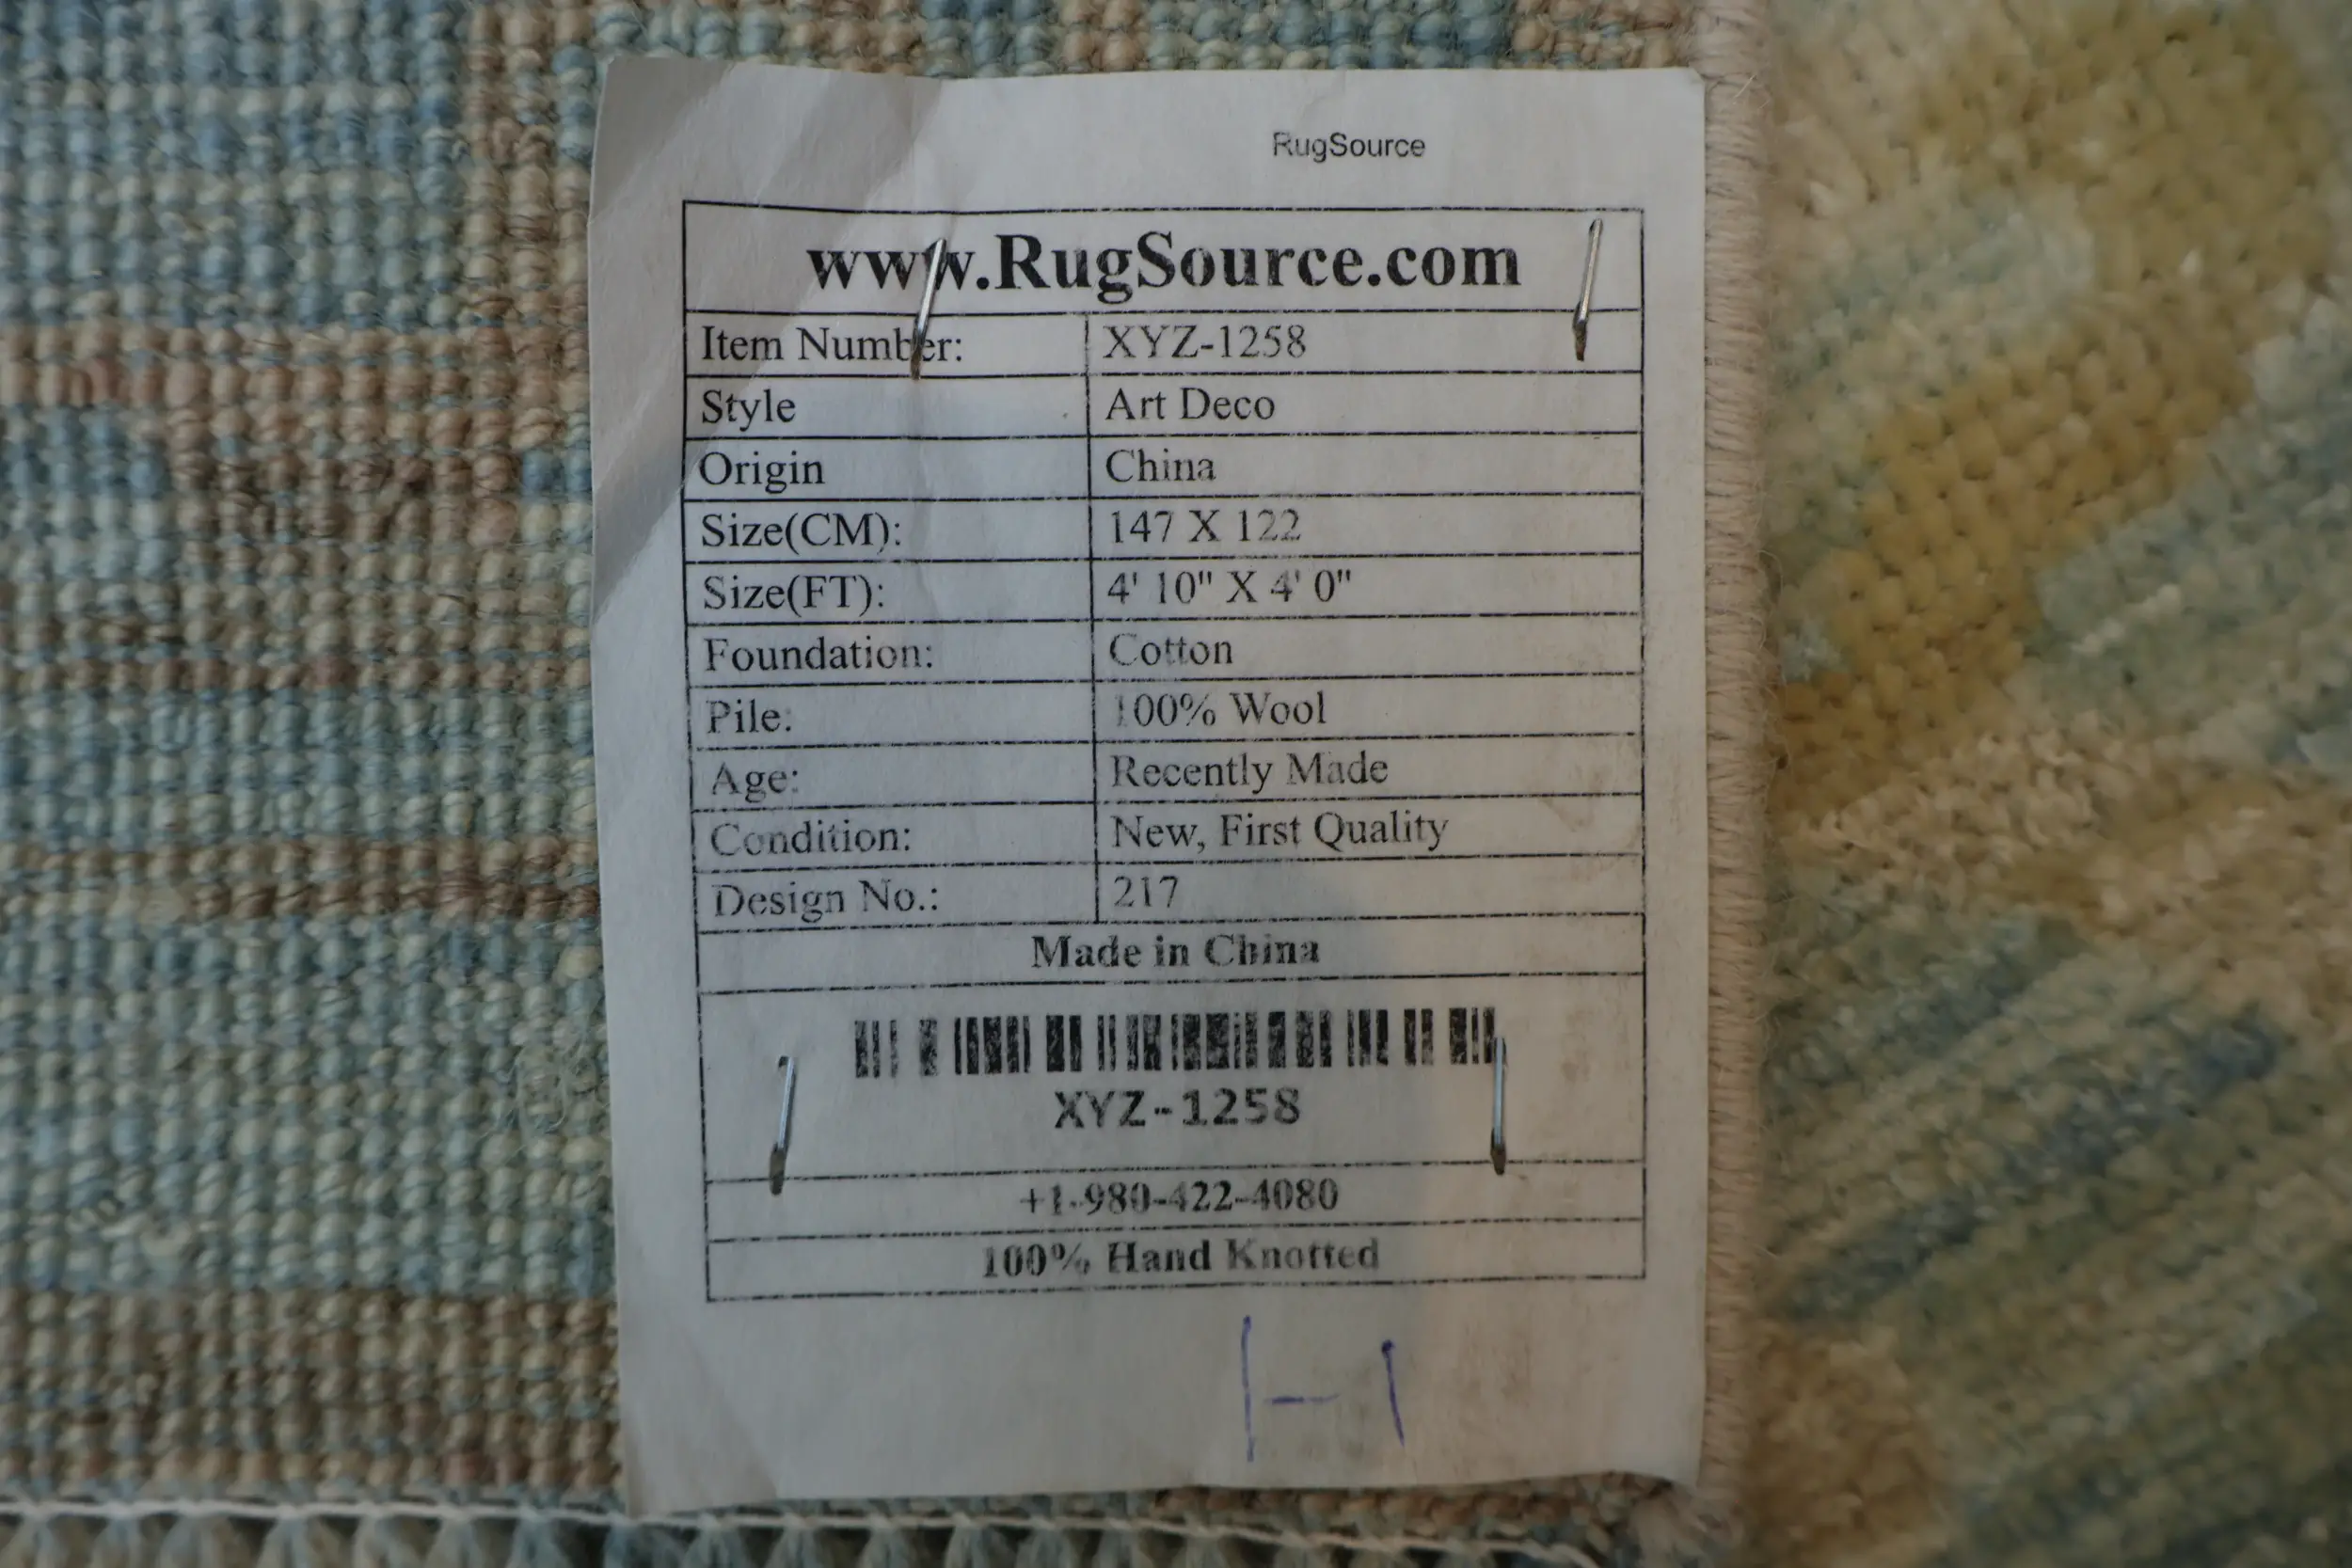 RugSource
www.RugSource.com
Item Number: XYZ-1258
Style Art Deco
Origin China
Size(CM): 147 X 122
Size(FT): 4' 10" X 4' 0"
Foundation: Cotton
Pile: 100% Wool
Age: Recently Made
Condition: New, First Quality
Design No.: 217
Made in China
XYZ-1258
+1-980-422-4080
100% Hand Knotted
1-1